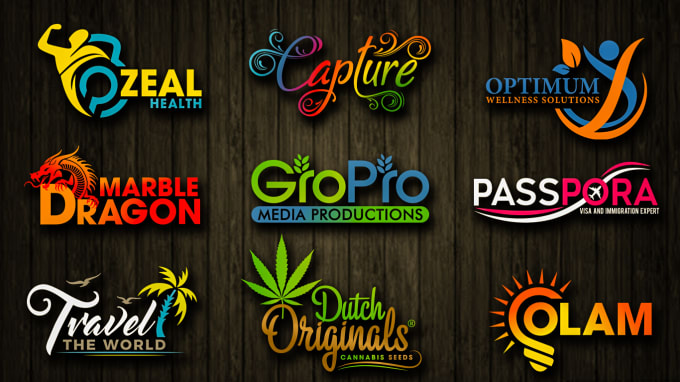 ZEAL
HEALTH
Capture
OPTIMUM
WELLNESS SOLUTIONS
MARBLE
DRAGON
GroPro
MEDIA PRODUCTIONS
PASSPORA
VISA AND IMMIGRATION EXPERT
Travel
THE WORLD
Dutch
Originals®
CANNABIS SEEDS
OLAM